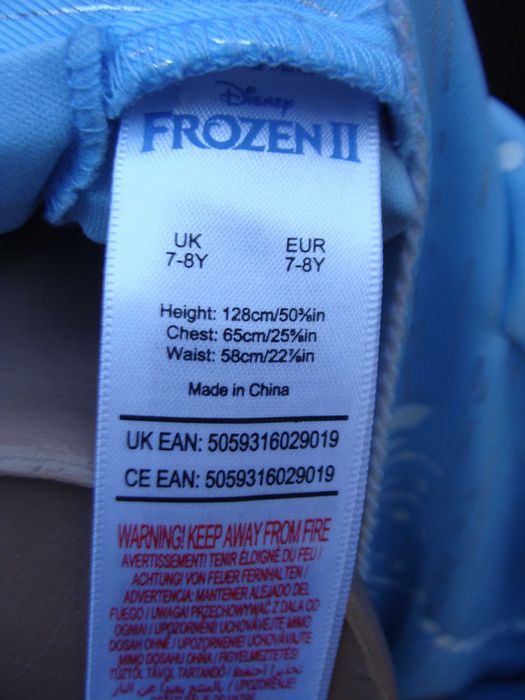 Disney
FROZEN II
UK EUR
7-8Y 7-8Y
Height: 128cm/50⅜in
Chest: 65cm/25⅝in
Waist: 58cm/22⅞in
Made in China
UK EAN: 5059316029019
CE EAN: 5059316029019
WARNING! KEEP AWAY FROM FIRE
AVERTISSEMENT! TENIR ÉLOIGNÉ DU FEU /
ACHTUNG! VON FEUER FERNHALTEN /
ADVERTENCIA: MANTENER ALEJADO DEL
FUEGO / UWAGA! PRZECHOWYWAĆ Z DALA OD
OGNIA! / UPOZORNENÍ! UCHOVÁVEJTE MIMO
DOSAH OHNE / UPOZORNĚNÍ! UCHOVÁVAJTE
MIMO DOSAHU OHŇA / FIGYELMEZTETÉS!
TŰZTŐL TÁVOL TARTANDÓ /